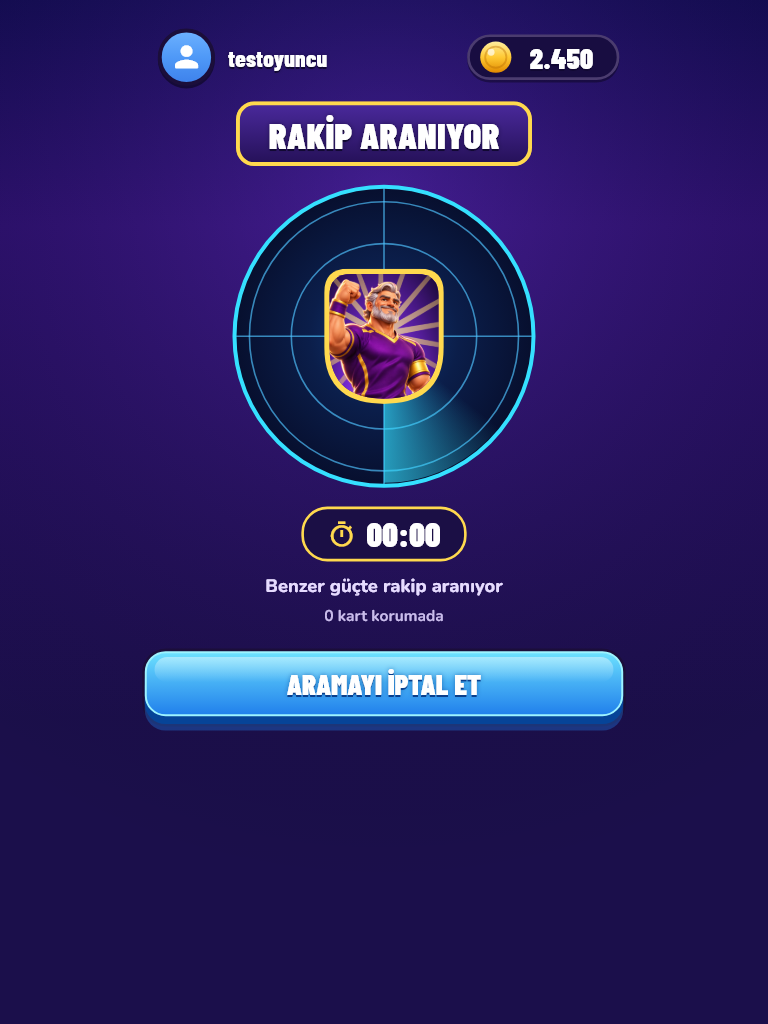 testoyuncu
2.450
RAKİP ARANIYOR
00:00
Benzer güçte rakip aranıyor
0 kart korumada
ARAMAYI İPTAL ET